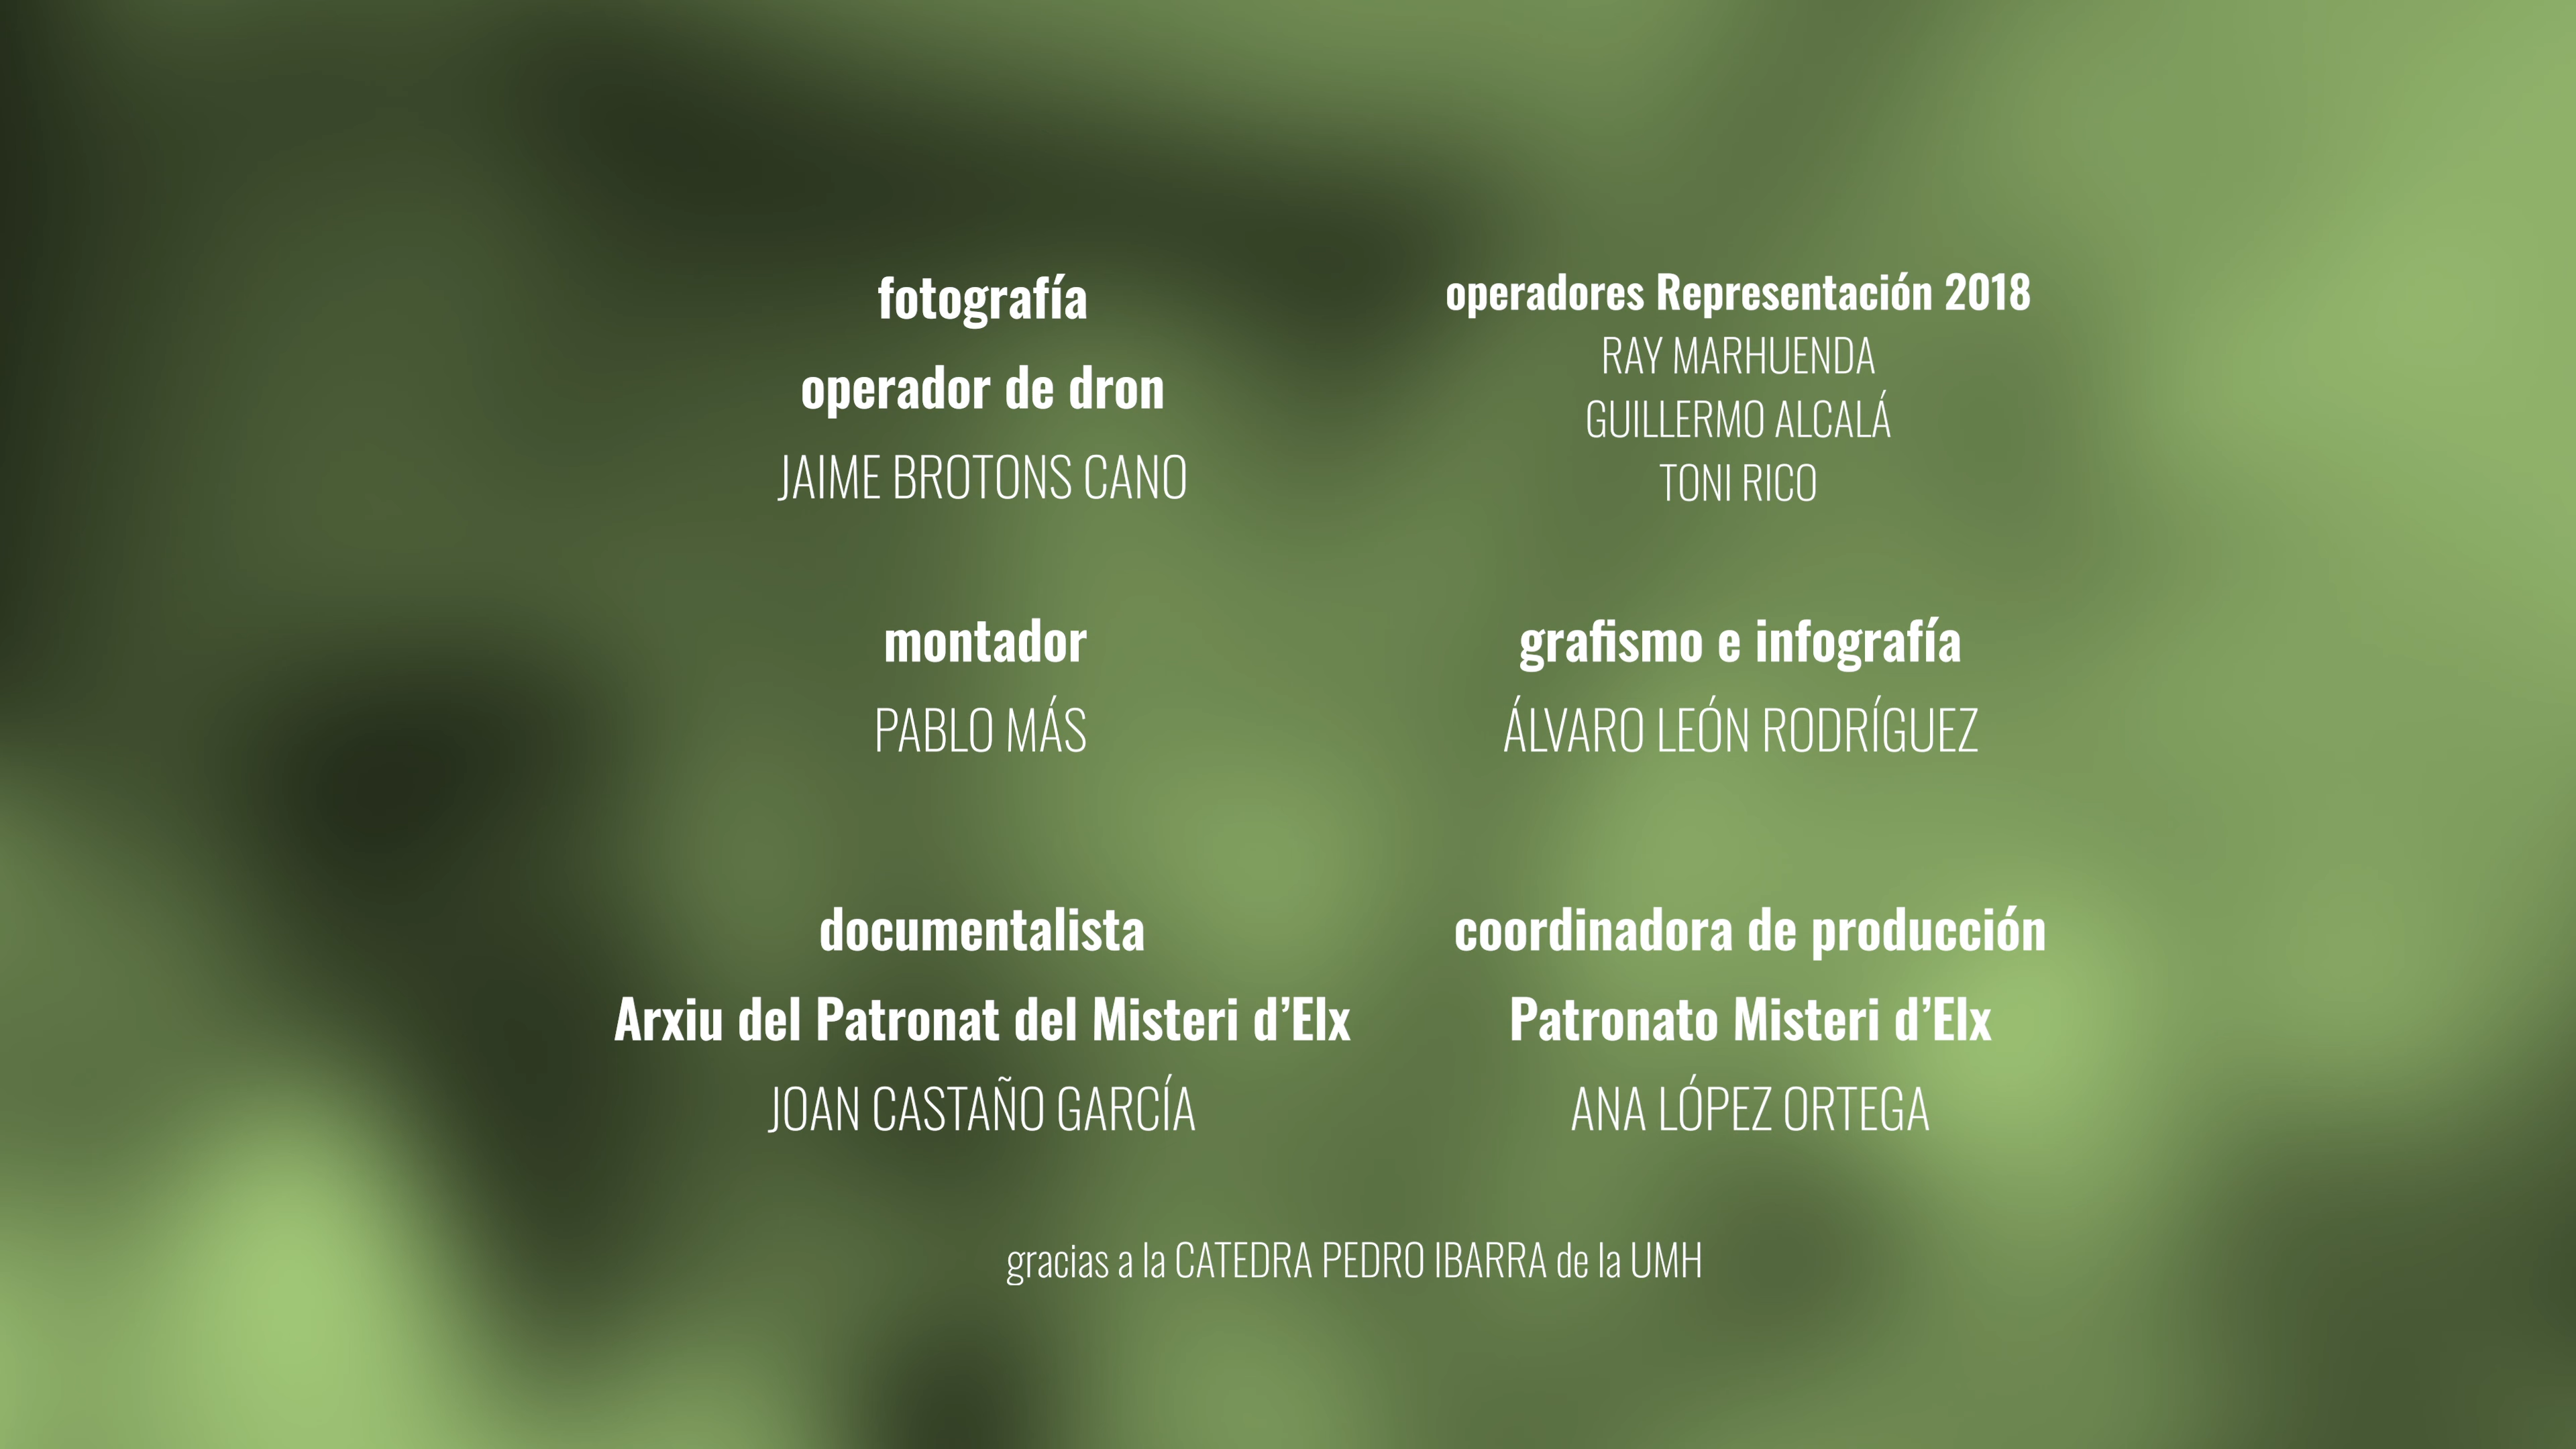 fotografía
operador de dron
JAIME BROTONS CANO
operadores Representación 2018
RAY MARHUENDA
GUILLERMO ALCALÁ
TONI RICO
montador
PABLO MÁS
grafismo e infografía
ÁLVARO LEÓN RODRÍGUEZ
documentalista
Arxiu del Patronat del Misteri d’Elx
JOAN CASTAÑO GARCÍA
coordinadora de producción
Patronato Misteri d’Elx
ANA LÓPEZ ORTEGA
gracias a la CATEDRA PEDRO IBARRA de la UMH